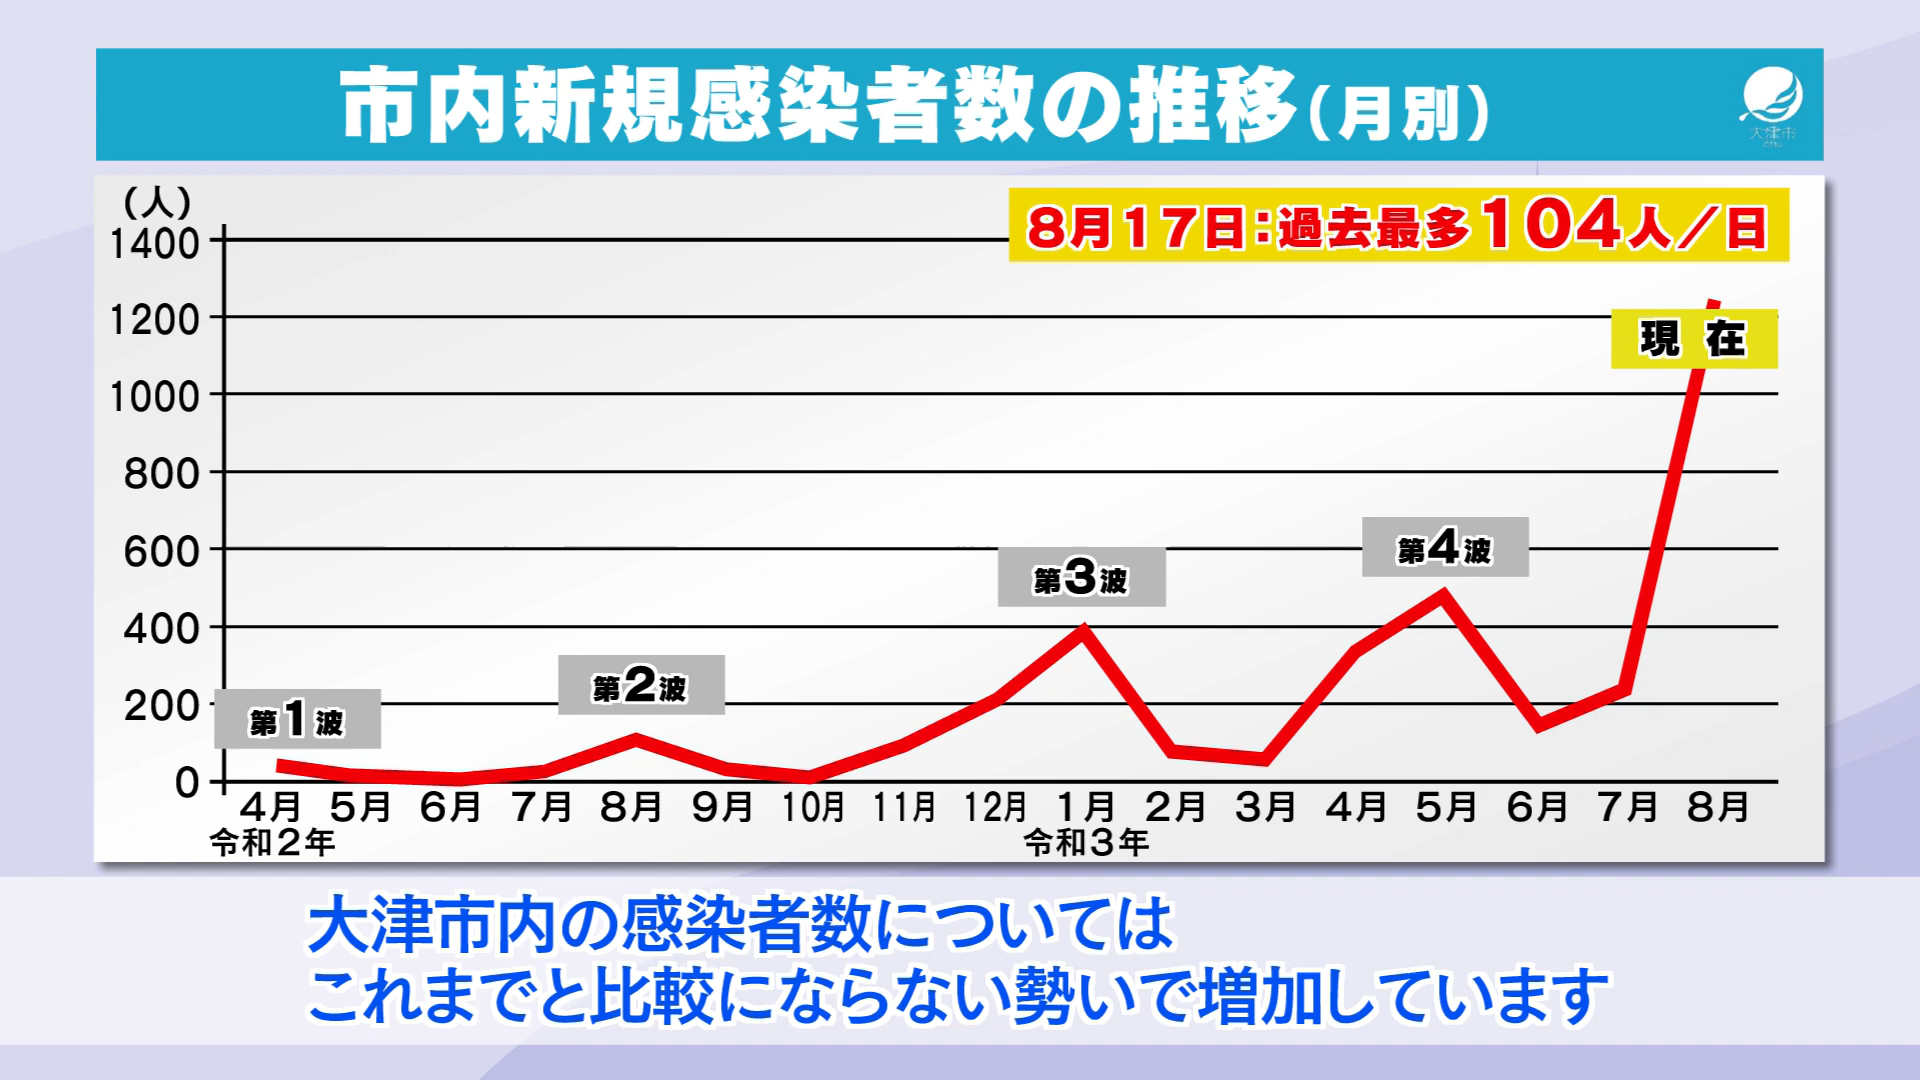 市内新規感染者数の推移(月別)
大津市
OTSU
(人)
8月17日:過去最多104人/日
1400
1200
1000
800
600
400
200
0
現 在
第4波
第3波
第2波
第1波
4月 5月 6月 7月 8月 9月 10月 11月 12月 1月 2月 3月 4月 5月 6月 7月 8月
令和2年 令和3年
大津市内の感染者数については
これまでと比較にならない勢いで増加しています